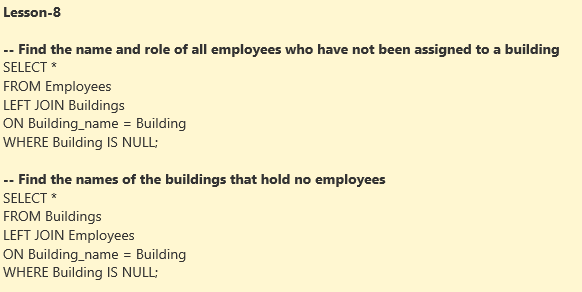 Lesson-8
-- Find the name and role of all employees who have not been assigned to a building
SELECT *
FROM Employees
LEFT JOIN Buildings
ON Building_name = Building
WHERE Building IS NULL;
-- Find the names of the buildings that hold no employees
SELECT *
FROM Buildings
LEFT JOIN Employees
ON Building_name = Building
WHERE Building IS NULL;